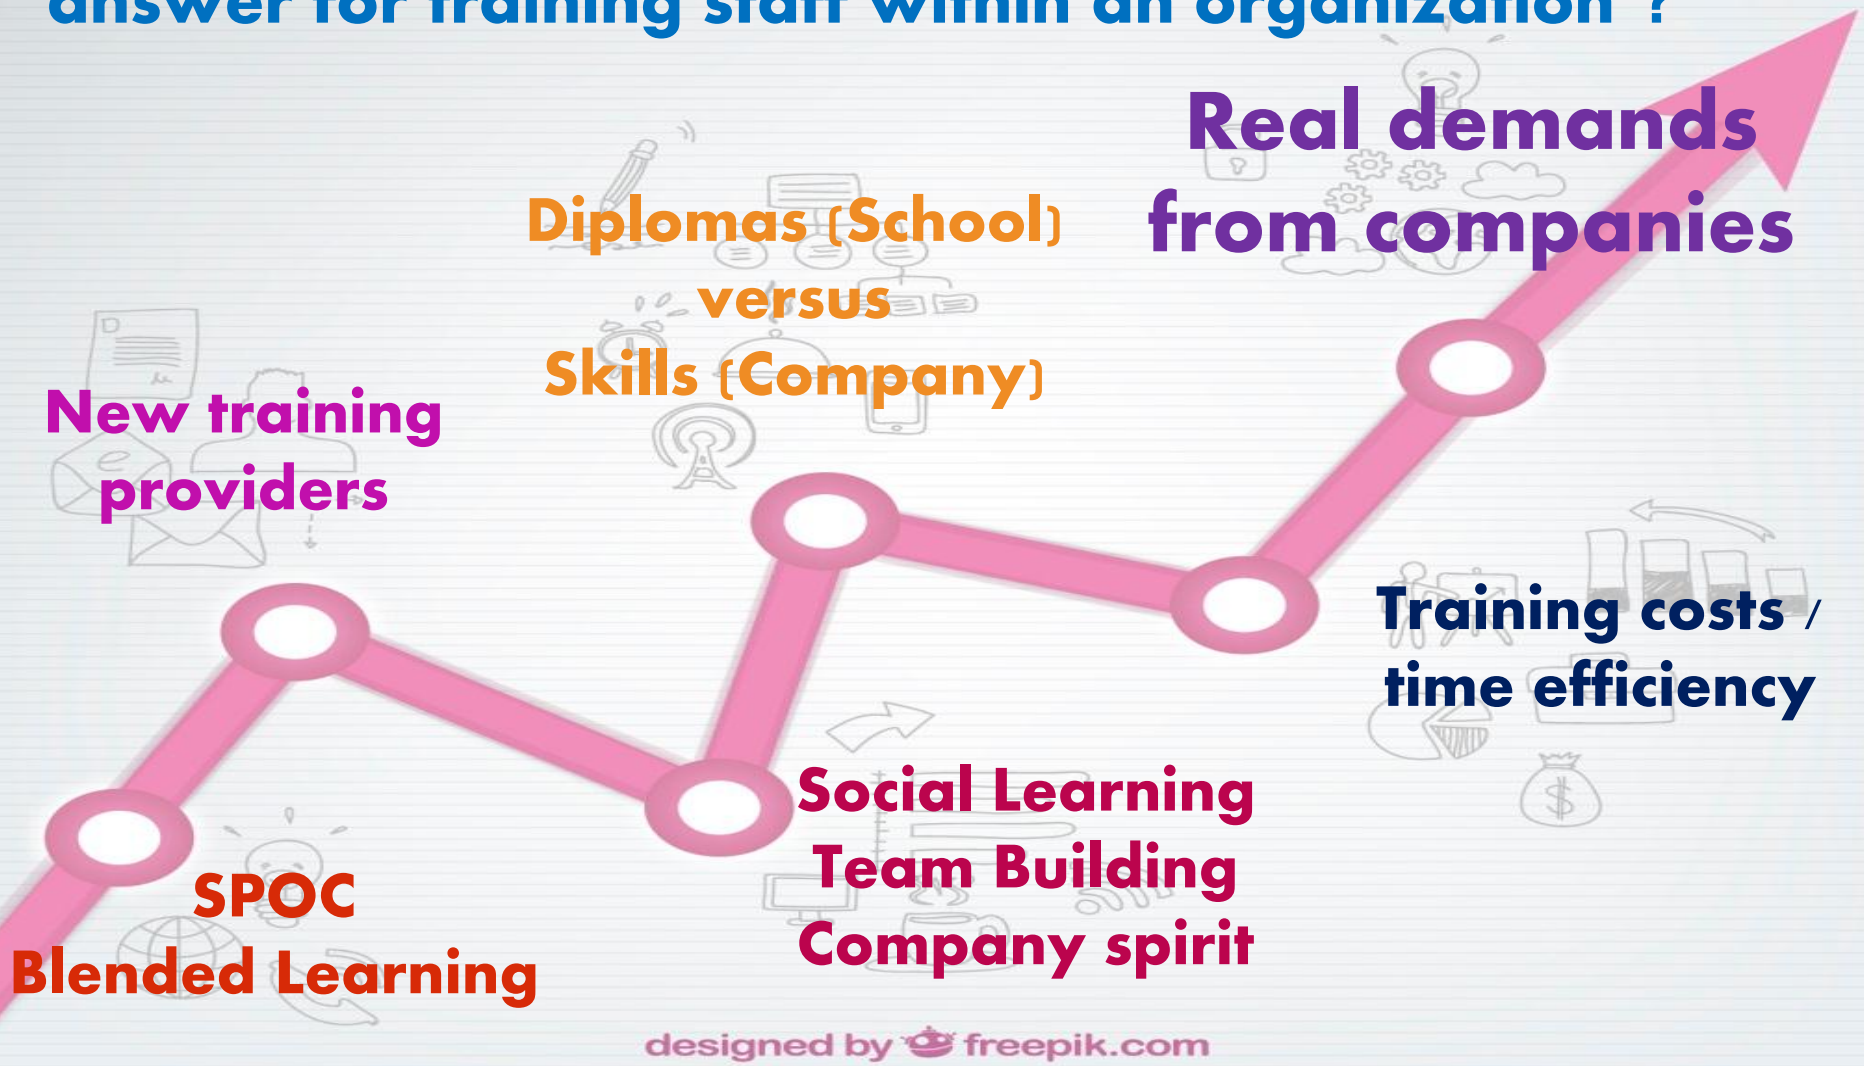 answer for training staff within an organization ?
Real demands
from companies
Diplomas (School)
versus
Skills (Company)
New training
providers
Training costs /
time efficiency
Social Learning
Team Building
Company spirit
SPOC
Blended Learning
designed by freepik.com